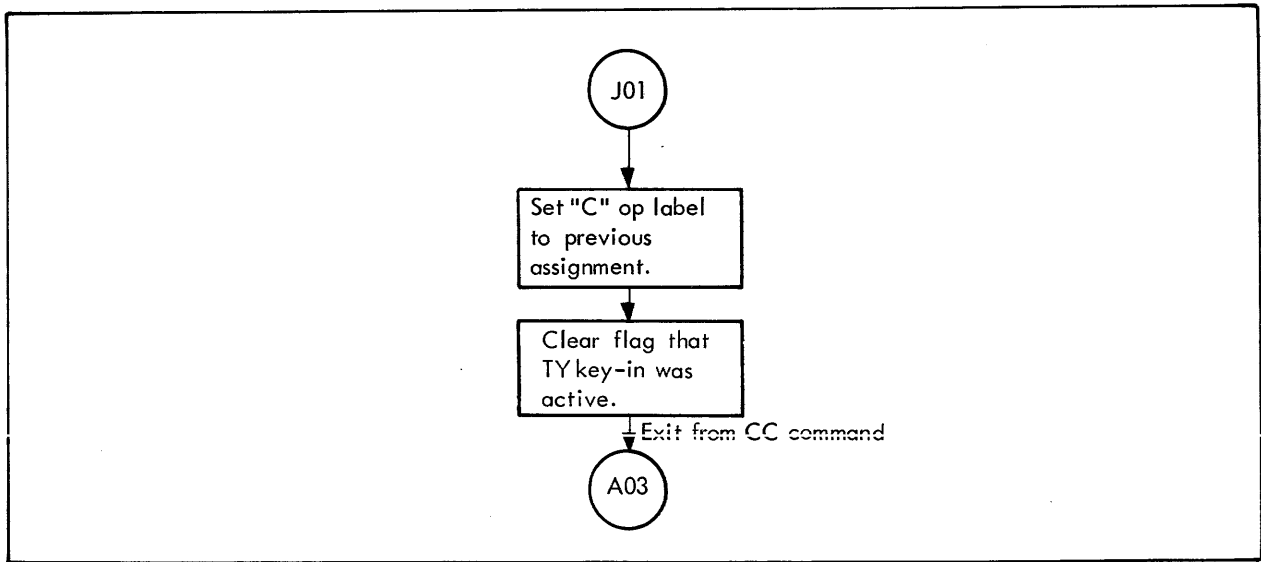 J01
Set "C" op label
to previous
assignment.
Clear flag that
TY key-in was
active.
Exit from CC command
A03